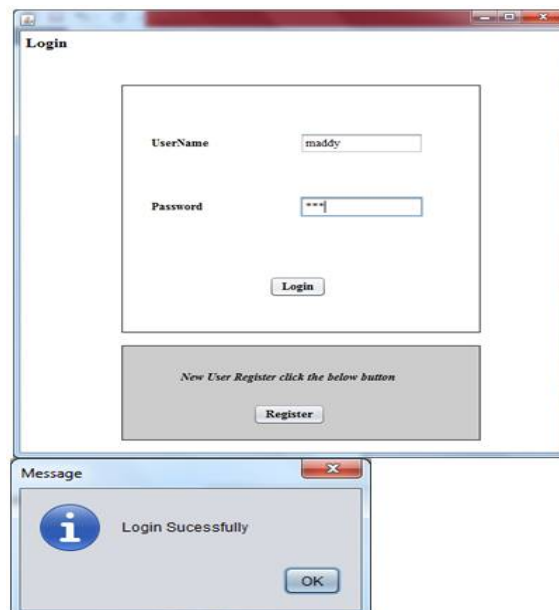 Login
UserName maddy
Password ***
Login
New User Register click the below button
Register
Message
Login Sucessfully
OK